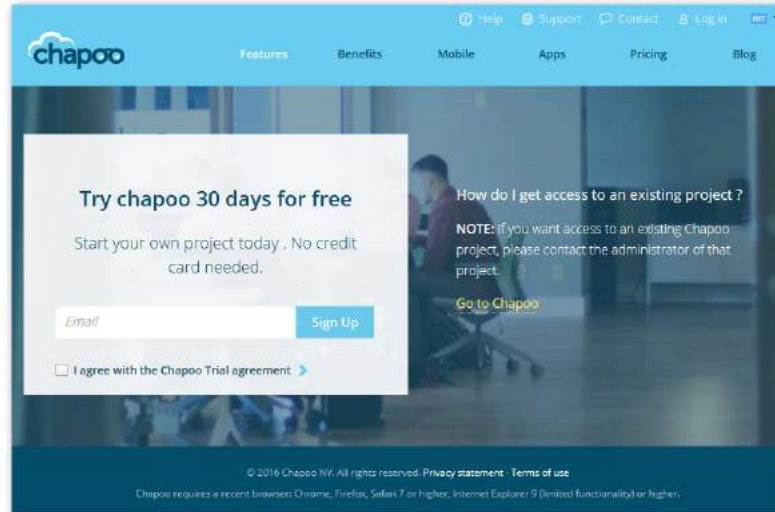 Help Support Contact Log in INT
chapoo
Features Benefits Mobile Apps Pricing Blog
Try chapoo 30 days for free
Start your own project today . No credit
card needed.
Email Sign Up
I agree with the Chapoo Trial agreement
How do I get access to an existing project ?
NOTE: if you want access to an existing Chapoo
project, please contact the administrator of that
project.
Go to Chapoo
© 2016 Chapoo NV. All rights reserved. Privacy statement - Terms of use
Chapoo requires a recent browser: Chrome, Firefox, Safari 7 or higher, Internet Explorer 9 (limited functionality) or higher.